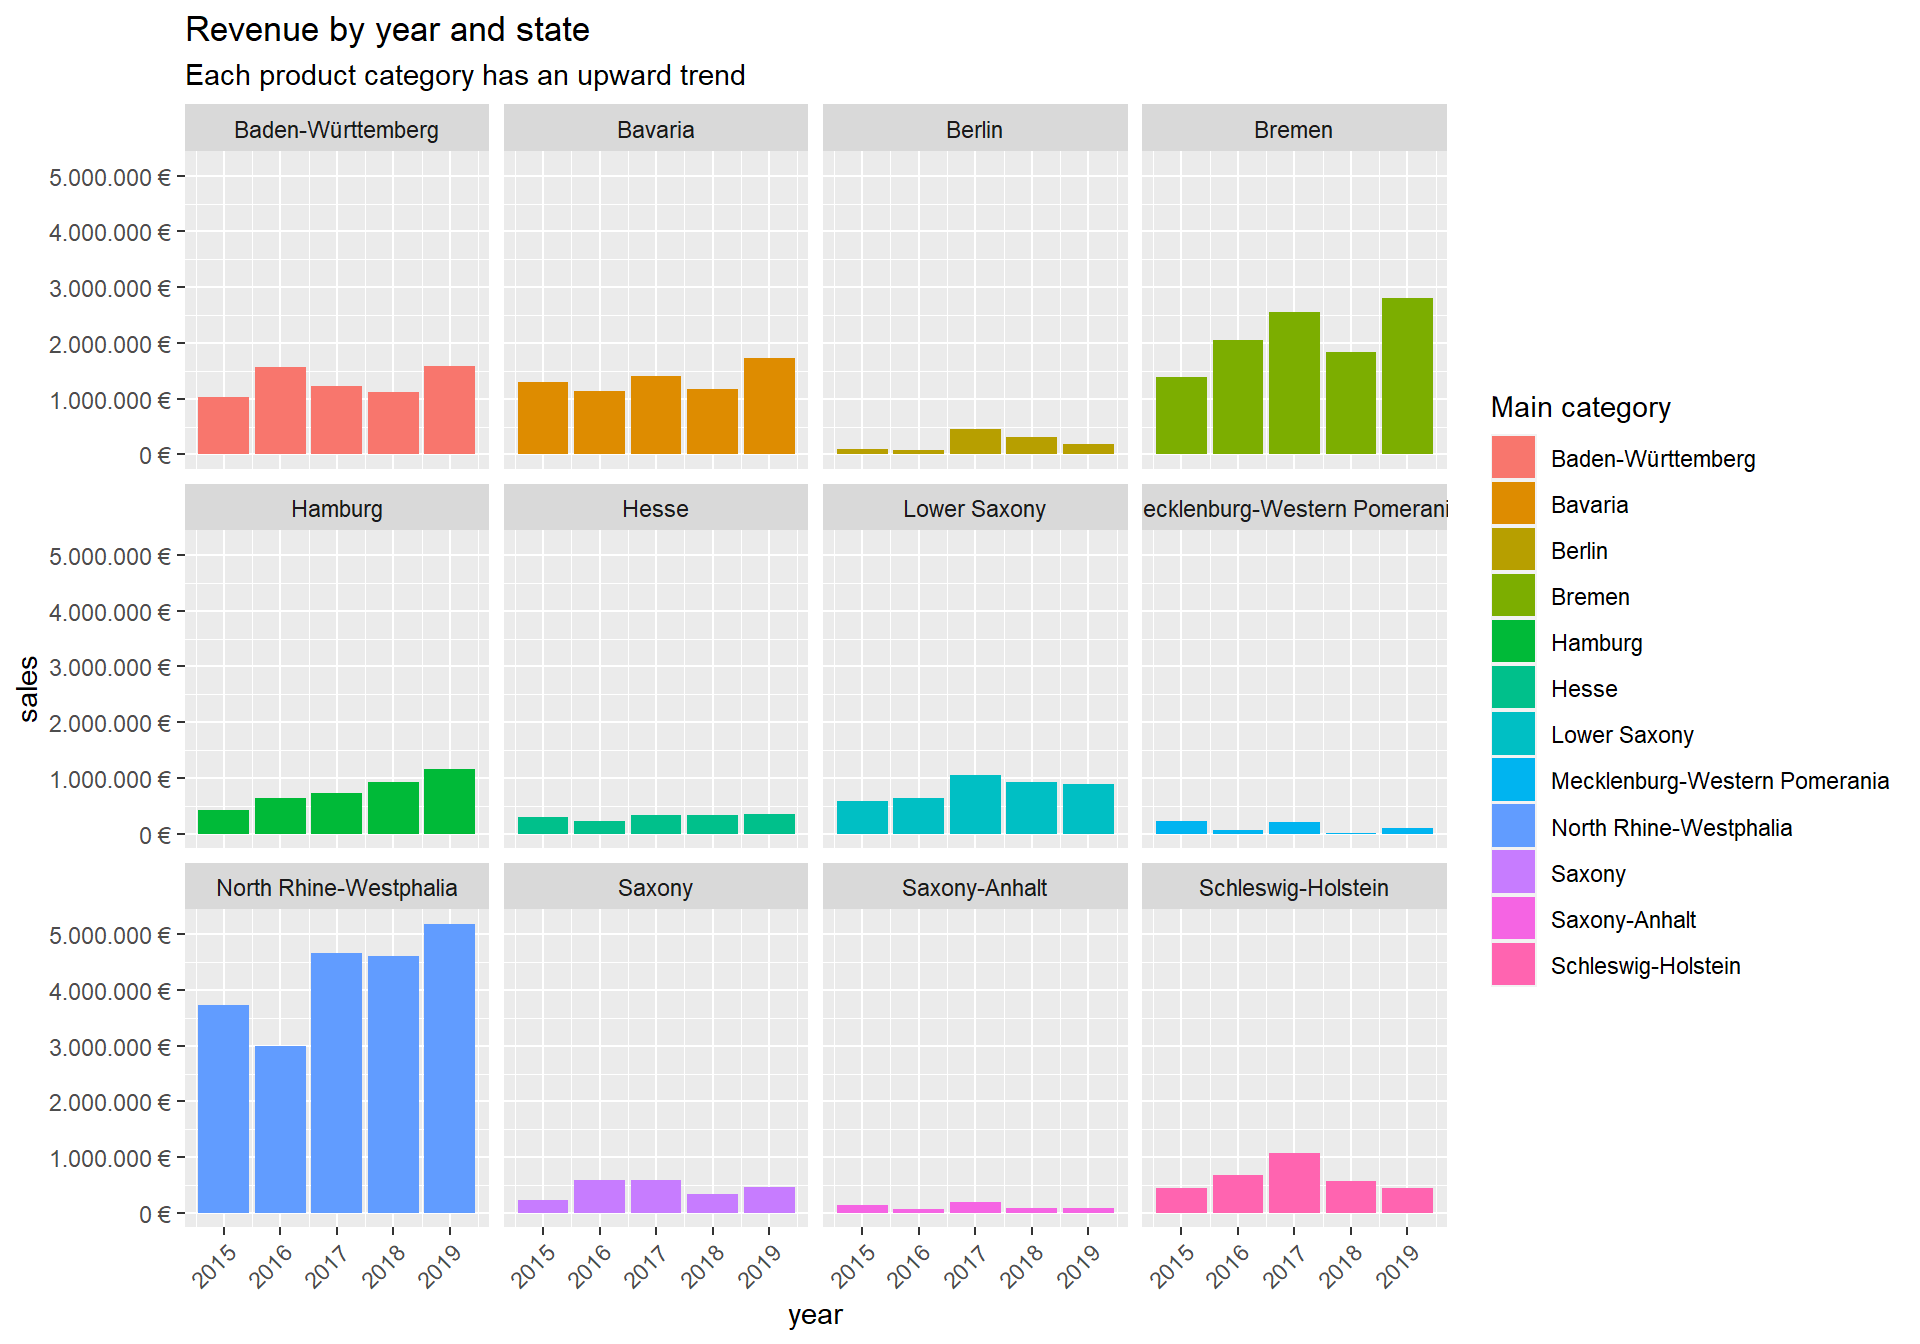 Revenue by year and state
Each product category has an upward trend
Baden-Württemberg
Bavaria
Berlin
Bremen
5.000.000 €
4.000.000 €
3.000.000 €
2.000.000 €
1.000.000 €
0 €
Hamburg
Hesse
Lower Saxony
ecklenburg-Western Pomerani
5.000.000 €
4.000.000 €
3.000.000 €
2.000.000 €
1.000.000 €
0 €
North Rhine-Westphalia
Saxony
Saxony-Anhalt
Schleswig-Holstein
5.000.000 €
4.000.000 €
3.000.000 €
2.000.000 €
1.000.000 €
0 €
2015 2016 2017 2018 2019
2015 2016 2017 2018 2019
2015 2016 2017 2018 2019
2015 2016 2017 2018 2019
year
sales
Main category
Baden-Württemberg
Bavaria
Berlin
Bremen
Hamburg
Hesse
Lower Saxony
Mecklenburg-Western Pomerania
North Rhine-Westphalia
Saxony
Saxony-Anhalt
Schleswig-Holstein